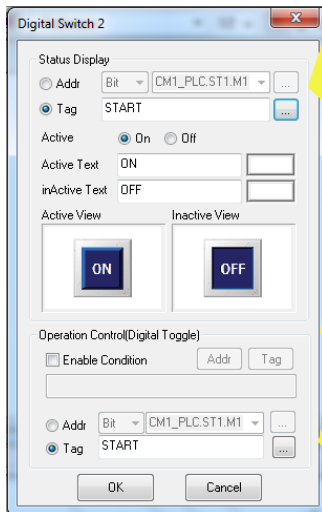 Digital Switch 2
Status Display
Addr Bit CM1_PLC.ST1.M1 ...
Tag START ...
Active On Off
Active Text ON
inActive Text OFF
Active View Inactive View
ON OFF
Operation Control(Digital Toggle)
Enable Condition Addr Tag
Addr Bit CM1_PLC.ST1.M1 ...
Tag START ...
OK Cancel